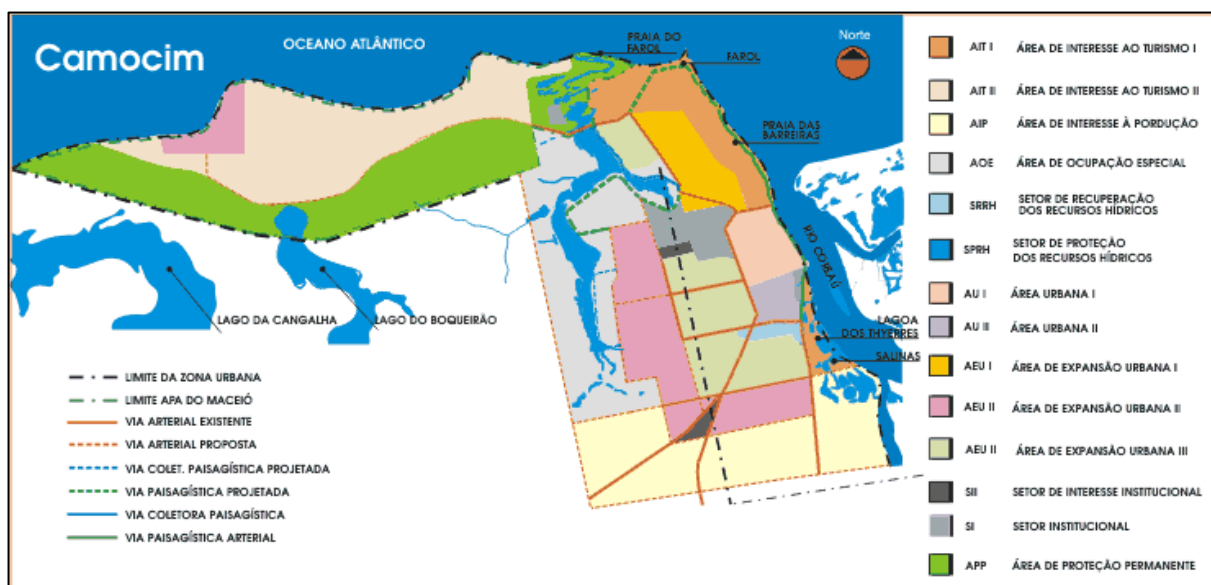 Camocim
OCEANO ATLÂNTICO
PRAIA DO
FAROL
FAROL
Norte
PRAIA DAS
BARREIRAS
RIO COREAÚ
LAGO DA CANGALHA
LAGO DO BOQUEIRÃO
LAGOA
DOS THYERRES
SALINAS
LIMITE DA ZONA URBANA
LIMITE APA DO MACEIÓ
VIA ARTERIAL EXISTENTE
VIA ARTERIAL PROPOSTA
VIA COLET. PAISAGÍSTICA PROJETADA
VIA PAISAGÍSTICA PROJETADA
VIA COLETORA PAISAGÍSTICA
VIA PAISAGÍSTICA ARTERIAL
AIT I ÁREA DE INTERESSE AO TURISMO I
AIT II ÁREA DE INTERESSE AO TURISMO II
AIP ÁREA DE INTERESSE À PORDUÇÃO
AOE ÁREA DE OCUPAÇÃO ESPECIAL
SRRH SETOR DE RECUPERAÇÃO
DOS RECURSOS HÍDRICOS
SPRH SETOR DE PROTEÇÃO
DOS RECURSOS HÍDRICOS
AU I ÁREA URBANA I
AU II ÁREA URBANA II
AEU I ÁREA DE EXPANSÃO URBANA I
AEU II ÁREA DE EXPANSÃO URBANA II
AEU II ÁREA DE EXPANSÃO URBANA III
SII SETOR DE INTERESSE INSTITUCIONAL
SI SETOR INSTITUCIONAL
APP ÁREA DE PROTEÇÃO PERMANENTE